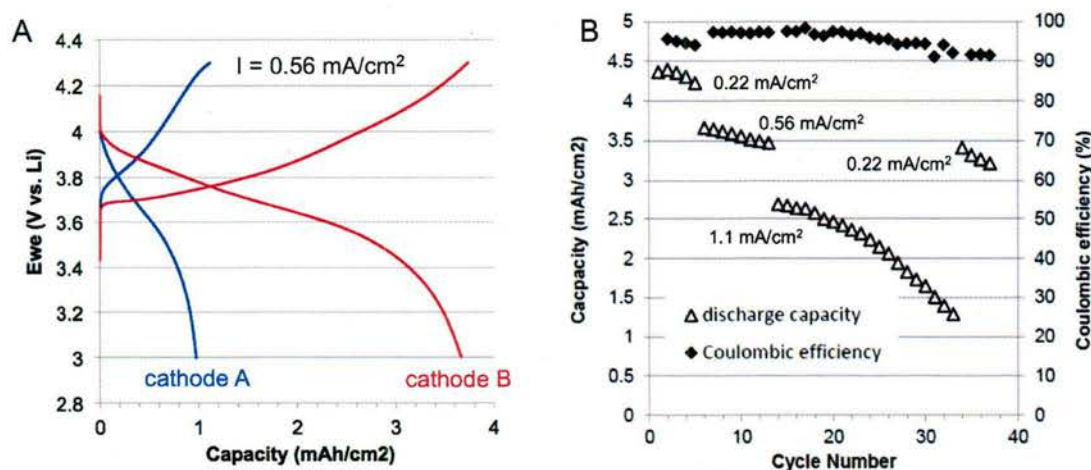 A
I = 0.56 mA/cm²
4.4
4.2
4
3.8
3.6
3.4
3.2
3
2.8
Ewe (V vs. Li)
cathode A
cathode B
0
1
2
3
4
Capacity (mAh/cm2)
B
5
4.5
4
3.5
3
2.5
2
1.5
1
0.5
0
Cacpacity (mAh/cm2)
0.22 mA/cm²
0.56 mA/cm²
0.22 mA/cm²
1.1 mA/cm²
discharge capacity
Coulombic efficiency
100
90
80
70
60
50
40
30
20
10
0
Coulombic efficiency (%)
0
10
20
30
40
Cycle Number